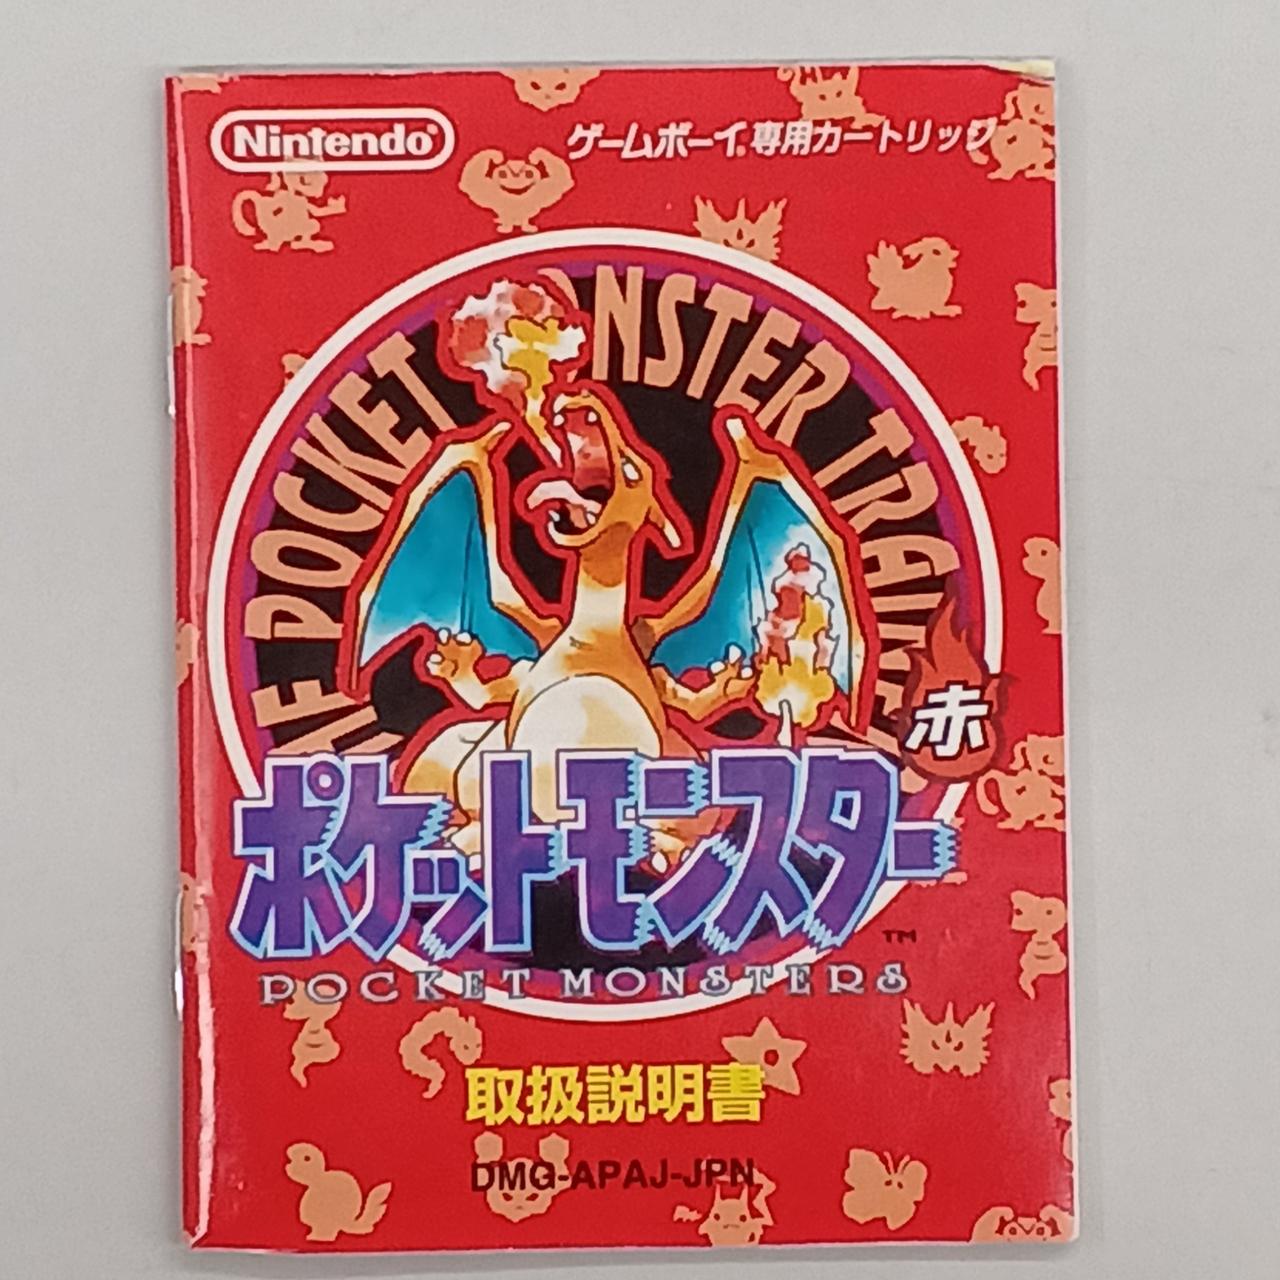 Nintendo®
ゲームボーイ専用カートリッジ
POCKET MONSTER
赤
ポケットモンスター
TM
POCKET MONSTERS
取扱説明書
DMG-APAJ-JPN